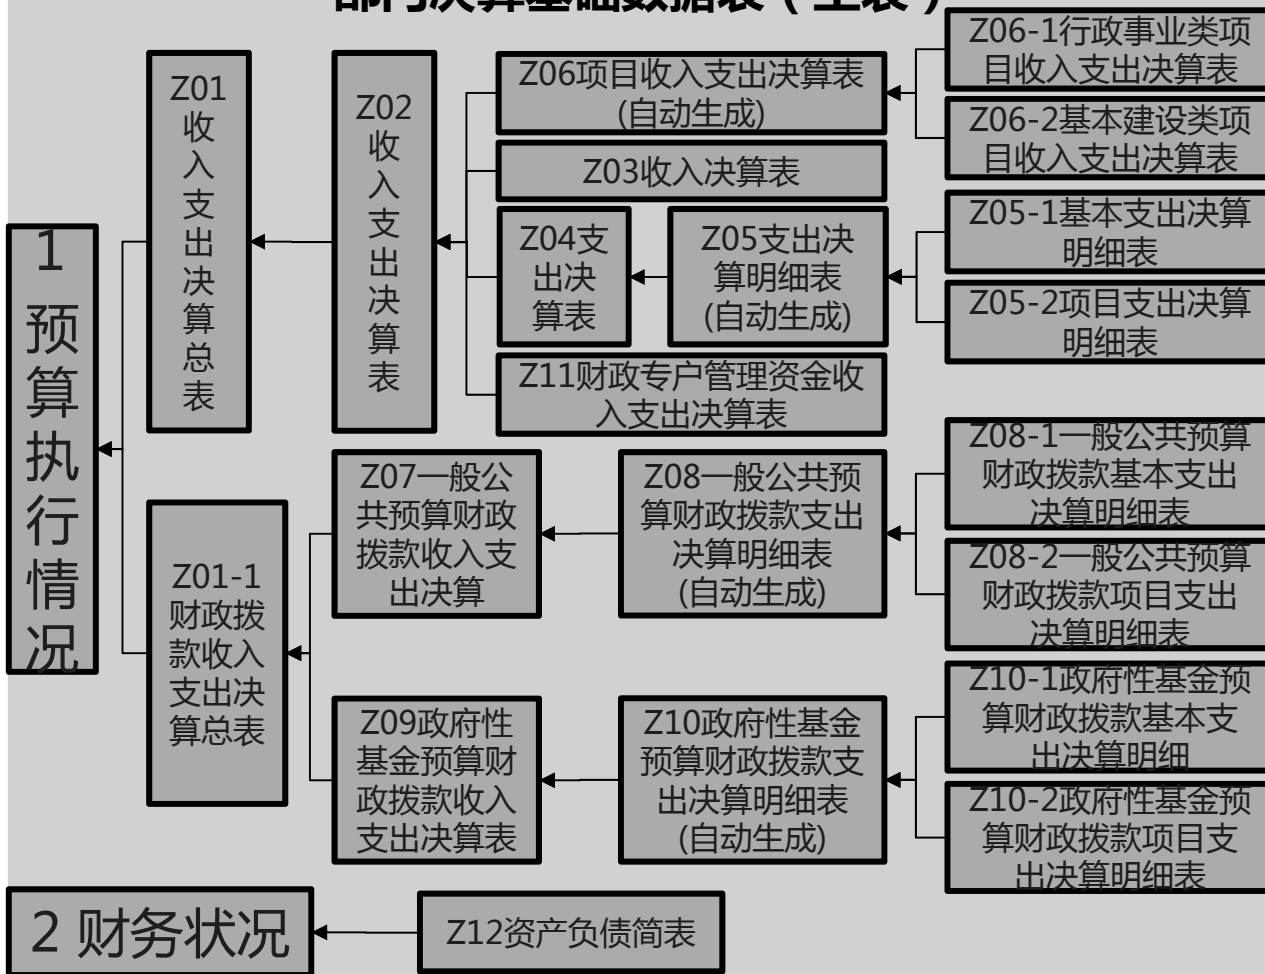 部门决算基础数据表（主表）
Z06-1行政事业类项
目收入支出决算表
Z01
收
入
支
出
决
算
总
表
Z02
收
入
支
出
决
算
表
Z06项目收入支出决算表
(自动生成)
Z06-2基本建设类项
目收入支出决算表
Z03收入决算表
Z05-1基本支出决算
明细表
Z04支
出决
算表
Z05支出决
算明细表
(自动生成)
Z05-2项目支出决算
明细表
Z11财政专户管理资金收
入支出决算表
1
预
算
执
行
情
况
Z07一般公
共预算财政
拨款收入支
出决算
Z08一般公共预
算财政拨款支出
决算明细表
(自动生成)
Z08-1一般公共预算
财政拨款基本支出
决算明细表
Z08-2一般公共预算
财政拨款项目支出
决算明细表
Z01-1
财政拨
款收入
支出决
算总表
Z09政府性
基金预算财
政拨款收入
支出决算表
Z10政府性基金
预算财政拨款支
出决算明细表
(自动生成)
Z10-1政府性基金预
算财政拨款基本支
出决算明细
Z10-2政府性基金预
算财政拨款项目支
出决算明细表
2 财务状况
Z12资产负债简表